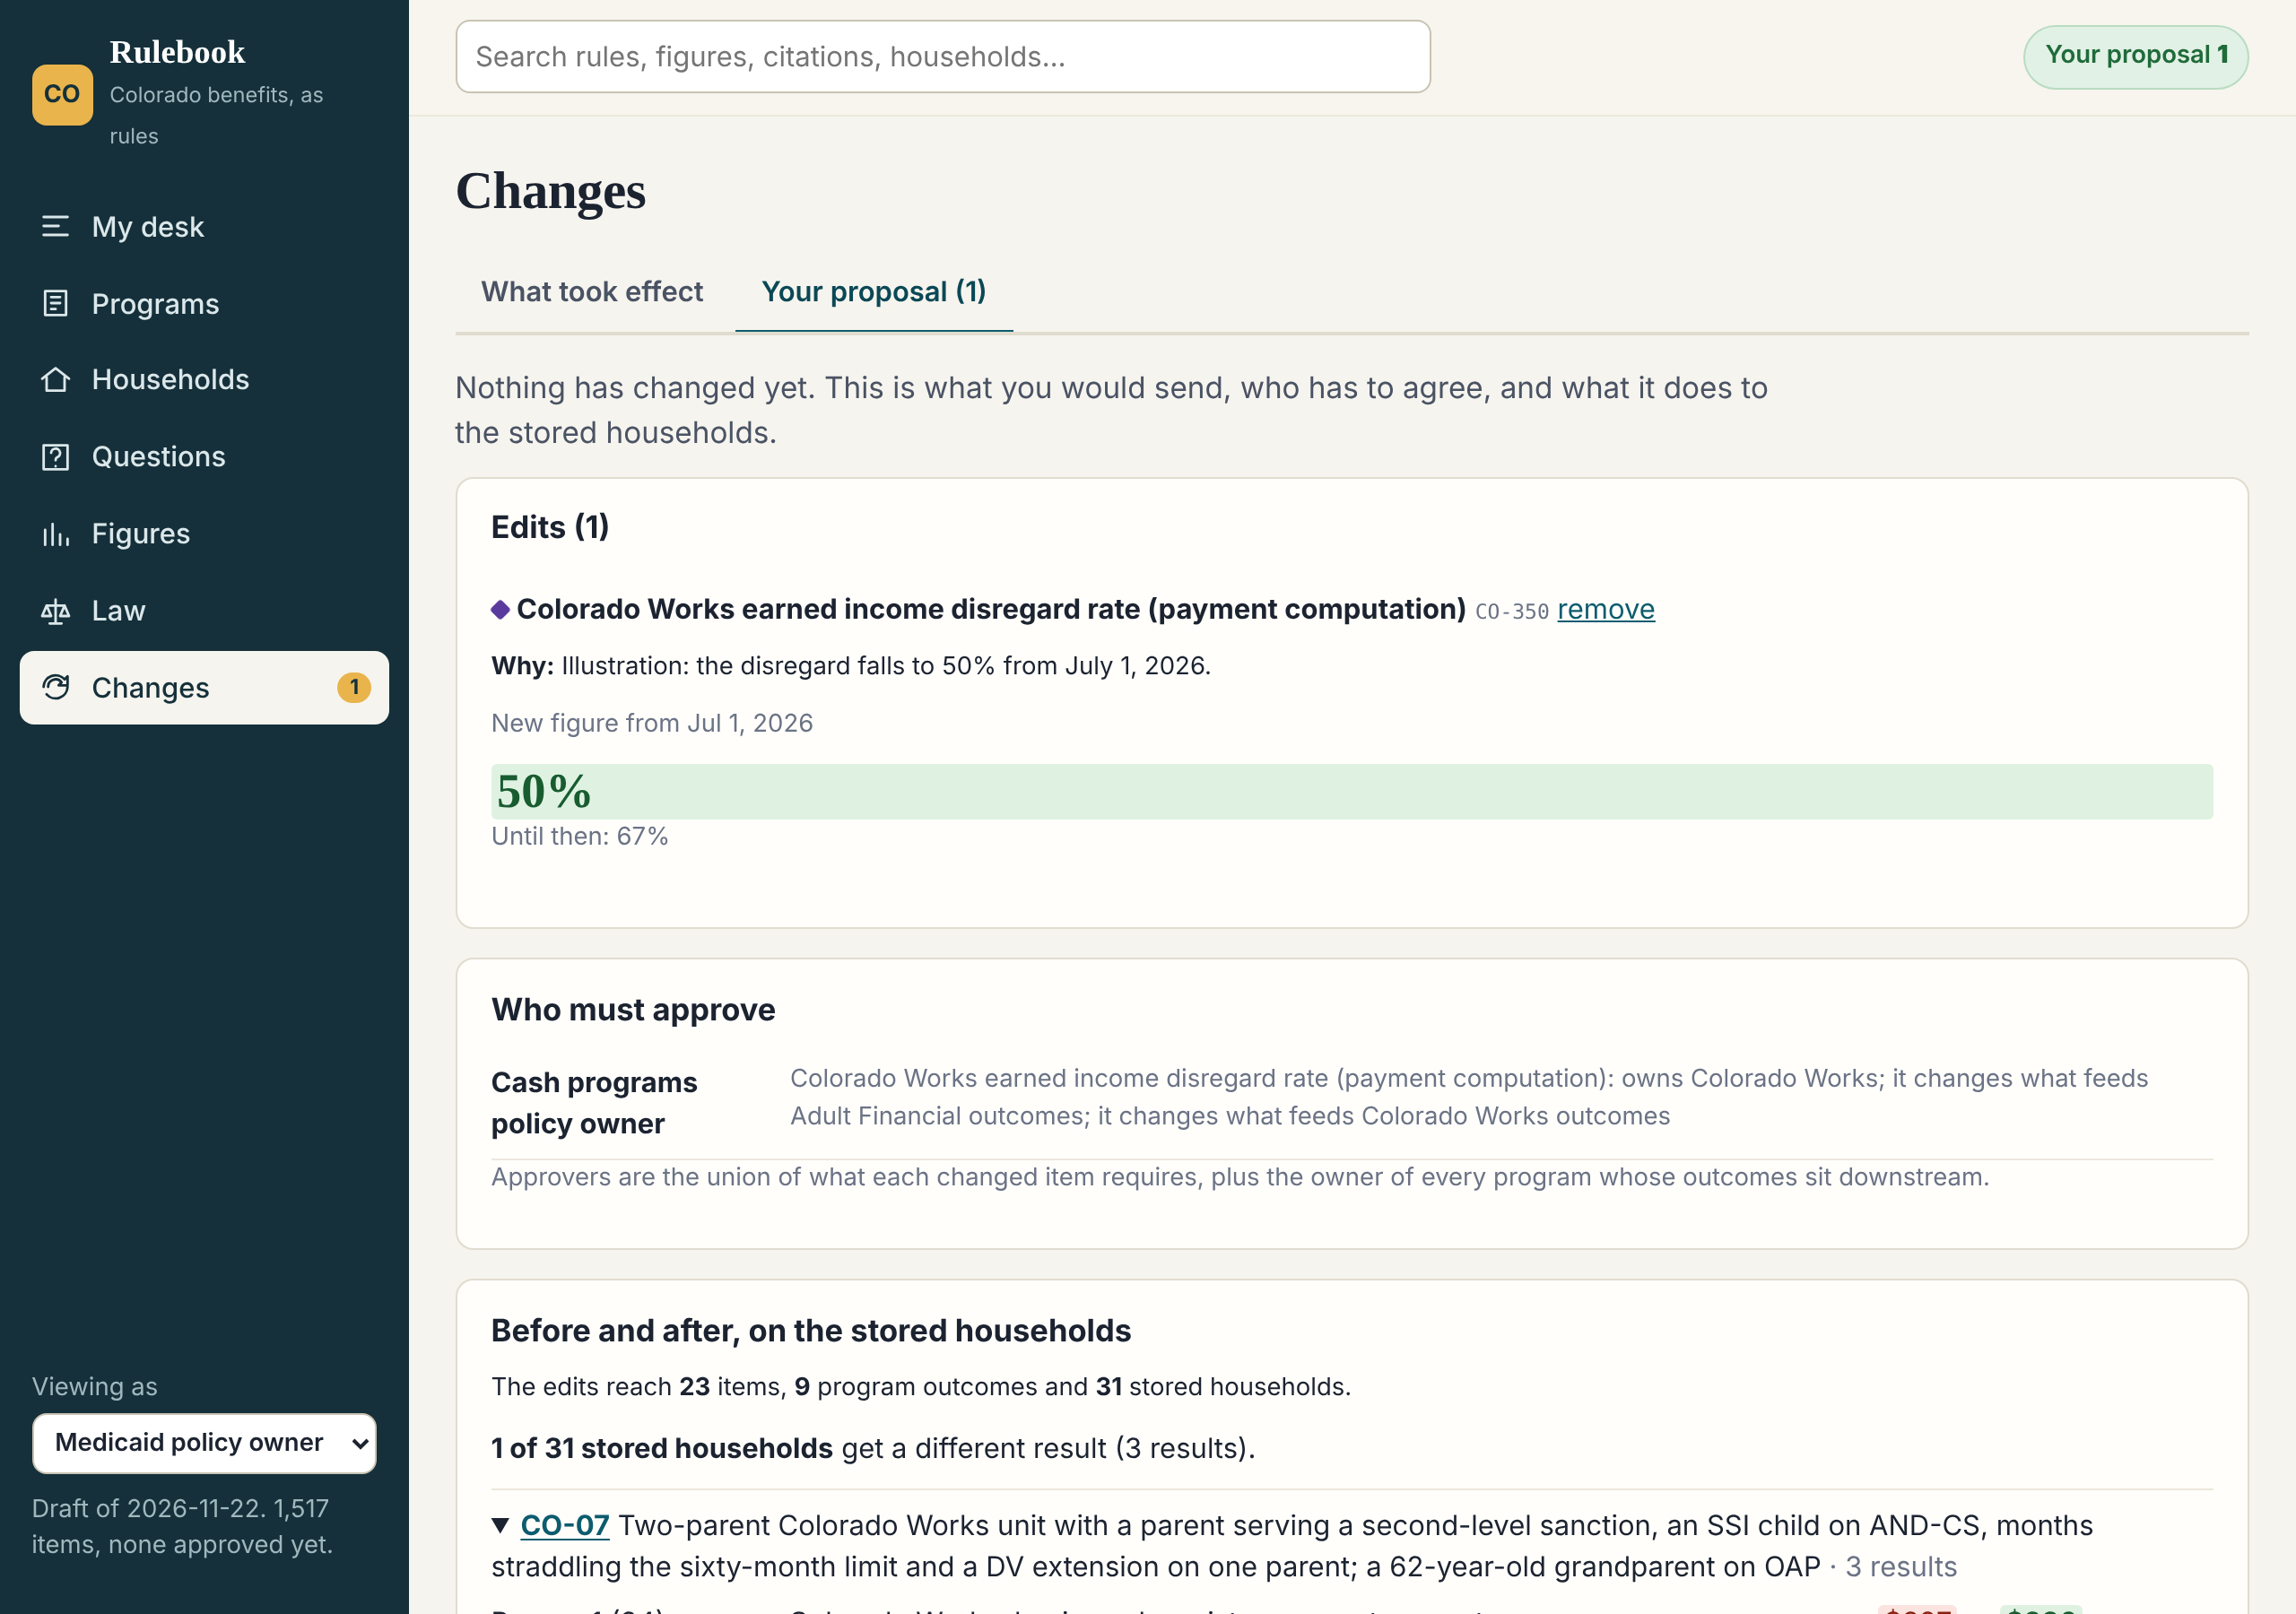 CO
Rulebook
Colorado benefits, as
rules
My desk
Programs
Households
Questions
Figures
Law
Changes 1
Viewing as
Medicaid policy owner
Draft of 2026-11-22. 1,517
items, none approved yet.
Search rules, figures, citations, households...
Your proposal 1
Changes
What took effect
Your proposal (1)
Nothing has changed yet. This is what you would send, who has to agree, and what it does to
the stored households.
Edits (1)
Colorado Works earned income disregard rate (payment computation) CO-350 remove
Why: Illustration: the disregard falls to 50% from July 1, 2026.
New figure from Jul 1, 2026
50%
Until then: 67%
Who must approve
Cash programs
policy owner
Colorado Works earned income disregard rate (payment computation): owns Colorado Works; it changes what feeds
Adult Financial outcomes; it changes what feeds Colorado Works outcomes
Approvers are the union of what each changed item requires, plus the owner of every program whose outcomes sit downstream.
Before and after, on the stored households
The edits reach 23 items, 9 program outcomes and 31 stored households.
1 of 31 stored households get a different result (3 results).
CO-07 Two-parent Colorado Works unit with a parent serving a second-level sanction, an SSI child on AND-CS, months
straddling the sixty-month limit and a DV extension on one parent; a 62-year-old grandparent on OAP · 3 results